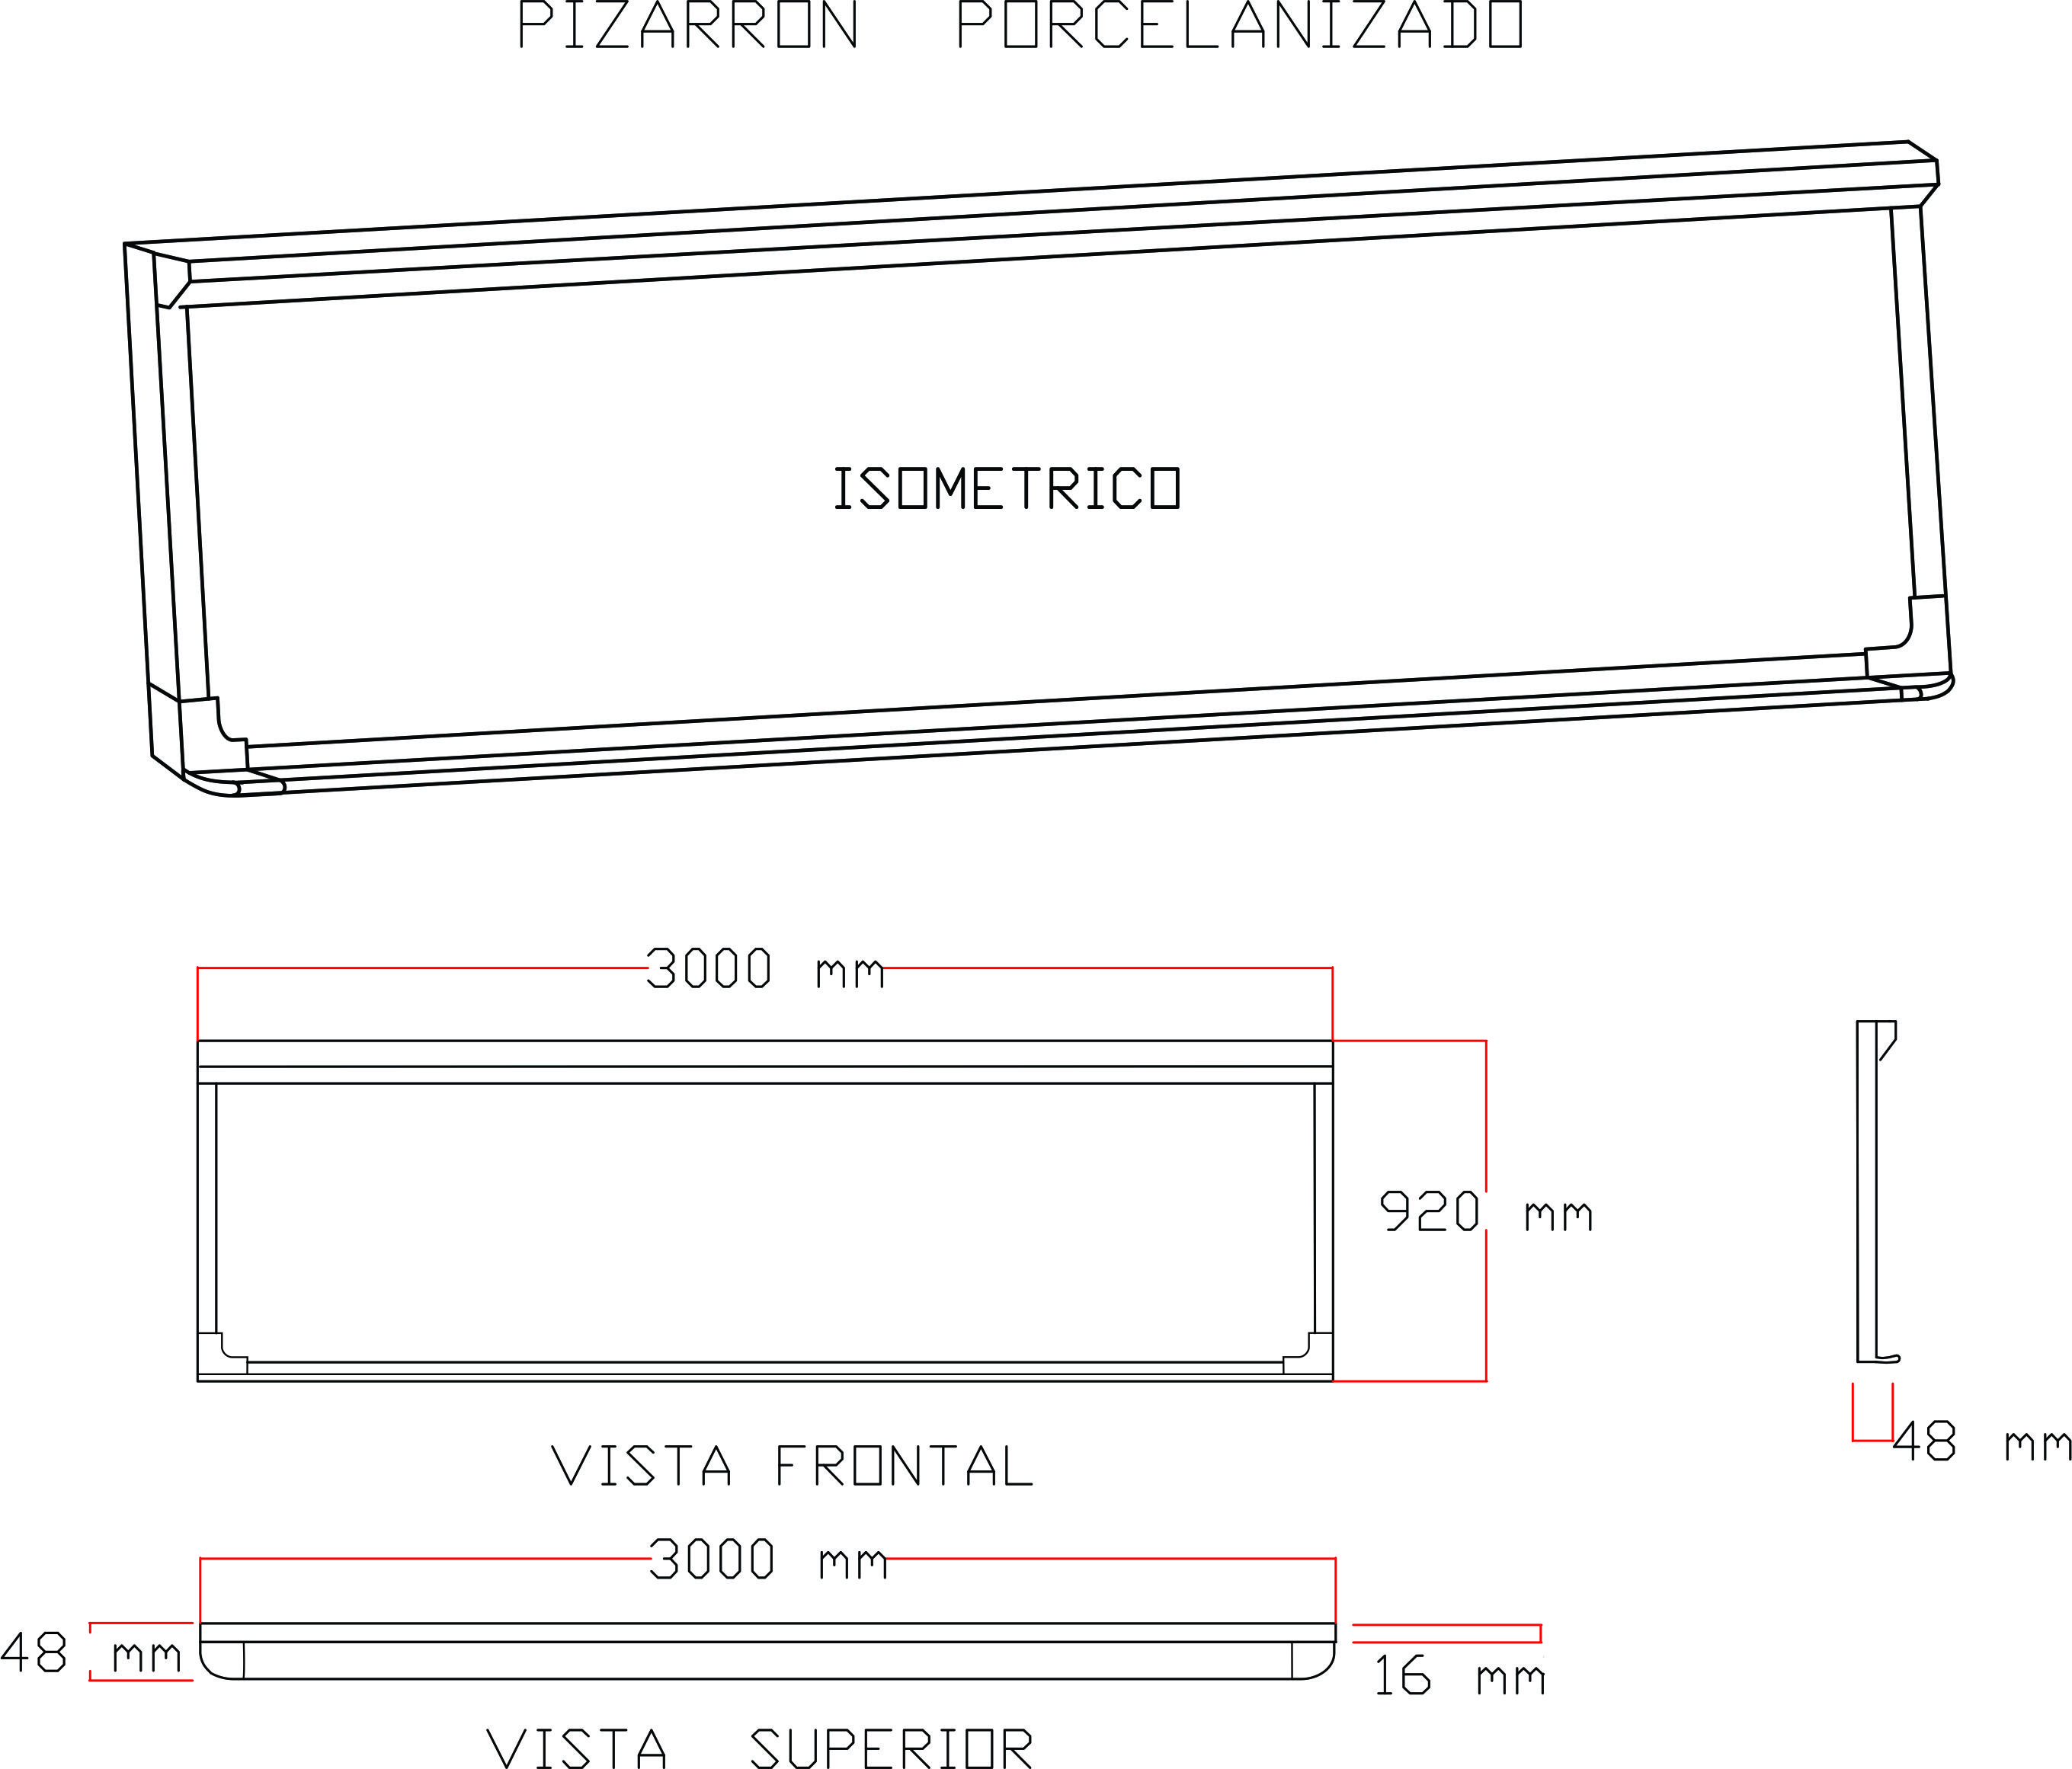 PIZARRON PORCELANIZADO
ISOMETRICO
3000 mm
920 mm
48 mm
VISTA FRONTAL
3000 mm
48 mm
16 mm
VISTA SUPERIOR